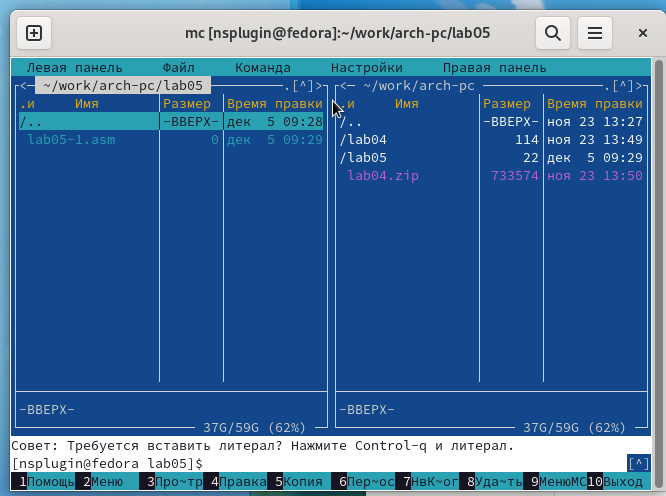 mc [nsplugin@fedora]:~/work/arch-pc/lab05
Левая панель Файл Команда Настройки Правая панель
<─ ~/work/arch-pc/lab05 .[^]> <─ ~/work/arch-pc .[^]>
.и Имя Размер Время правки .и Имя Размер Время правки
/.. -ВВЕРХ- дек 5 09:28 /.. -ВВЕРХ- ноя 23 13:27
lab05-1.asm 0 дек 5 09:29 /lab04 114 ноя 23 13:49
/lab05 22 дек 5 09:29
lab04.zip 733574 ноя 23 13:50
-ВВЕРХ- -ВВЕРХ-
37G/59G (62%) 37G/59G (62%)
Совет: Требуется вставить литерал? Нажмите Control-q и литерал.
[nsplugin@fedora lab05]$ [^]
1Помощь 2Меню 3Про~тр 4Правка 5Копия 6Пер~ос 7НвК~ог 8Уда~ть 9МенюMC 10Выход